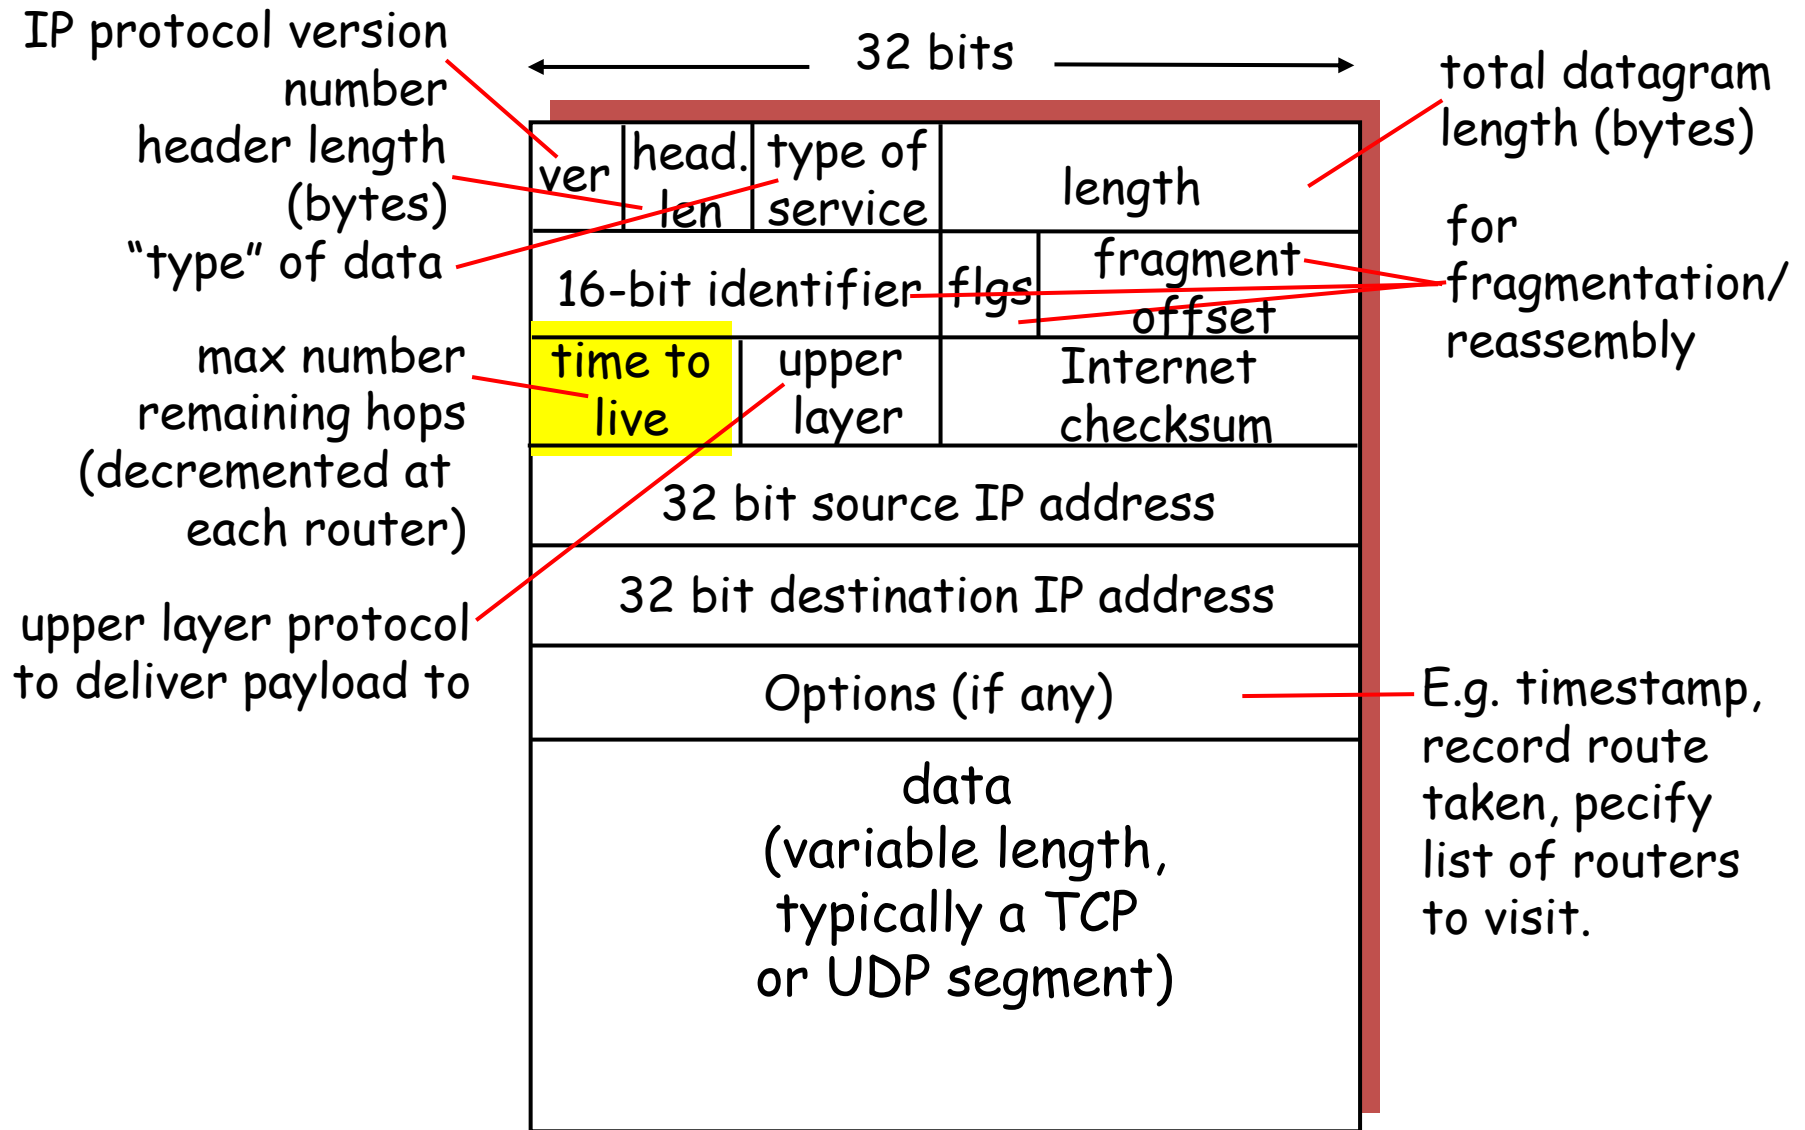 IP protocol version
number
header length
(bytes)
“type” of data
max number
remaining hops
(decremented at
each router)
upper layer protocol
to deliver payload to
32 bits
ver
head.
len
type of
service
length
16-bit identifier
flgs
fragment
offset
time to
live
upper
layer
Internet
checksum
32 bit source IP address
32 bit destination IP address
Options (if any)
data
(variable length,
typically a TCP
or UDP segment)
total datagram
length (bytes)
for
fragmentation/
reassembly
E.g. timestamp,
record route
taken, pecify
list of routers
to visit.